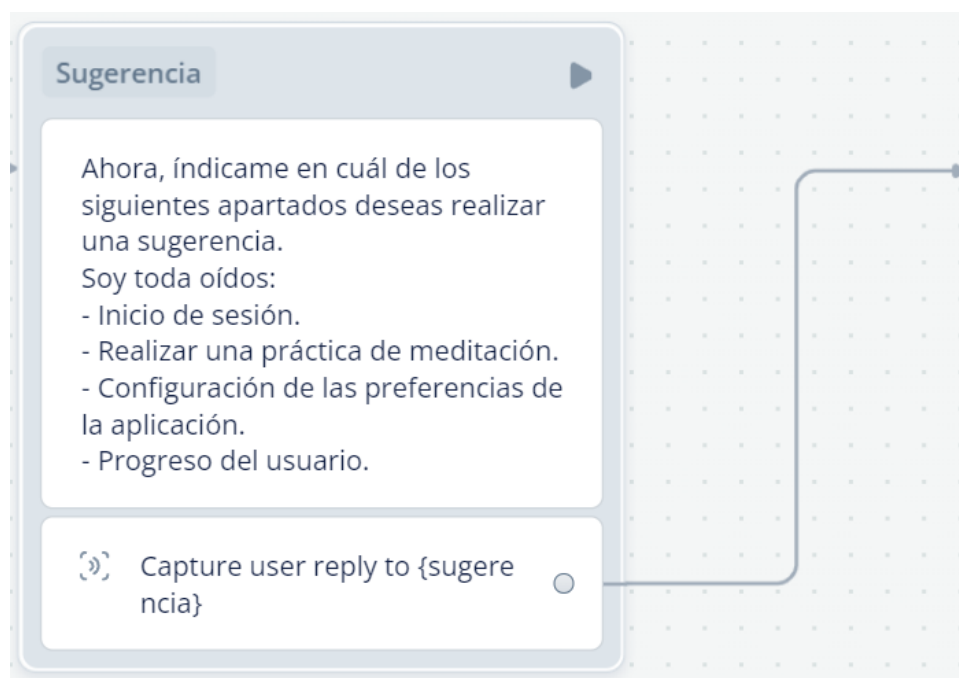 Sugerencia
Ahora, índicame en cuál de los
siguientes apartados deseas realizar
una sugerencia.
Soy toda oídos:
- Inicio de sesión.
- Realizar una práctica de meditación.
- Configuración de las preferencias de
la aplicación.
- Progreso del usuario.
Capture user reply to {sugere
ncia}